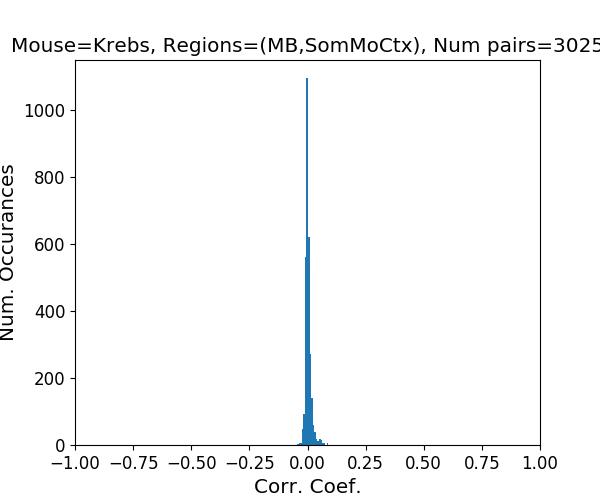 Mouse=Krebs, Regions=(MB,SomMoCtx), Num pairs=3025
Num. Occurances
1000
800
600
400
200
0
−1.00 −0.75 −0.50 −0.25 0.00 0.25 0.50 0.75 1.00
Corr. Coef.